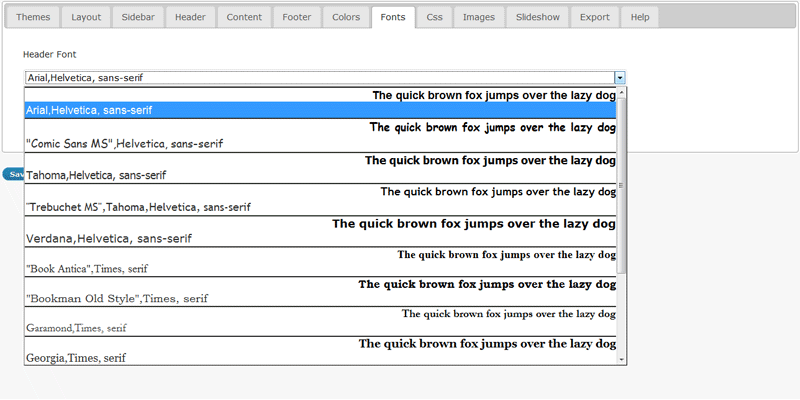 Themes Layout Sidebar Header Content Footer Colors Fonts Css Images Slideshow Export Help
Header Font
Arial,Helvetica, sans-serif
The quick brown fox jumps over the lazy dog
Arial,Helvetica, sans-serif
The quick brown fox jumps over the lazy dog
"Comic Sans MS",Helvetica, sans-serif
The quick brown fox jumps over the lazy dog
Tahoma,Helvetica, sans-serif
The quick brown fox jumps over the lazy dog
"Trebuchet MS",Tahoma,Helvetica, sans-serif
The quick brown fox jumps over the lazy dog
Verdana,Helvetica, sans-serif
The quick brown fox jumps over the lazy dog
"Book Antica",Times, serif
The quick brown fox jumps over the lazy dog
"Bookman Old Style",Times, serif
The quick brown fox jumps over the lazy dog
Garamond,Times, serif
The quick brown fox jumps over the lazy dog
Georgia,Times, serif